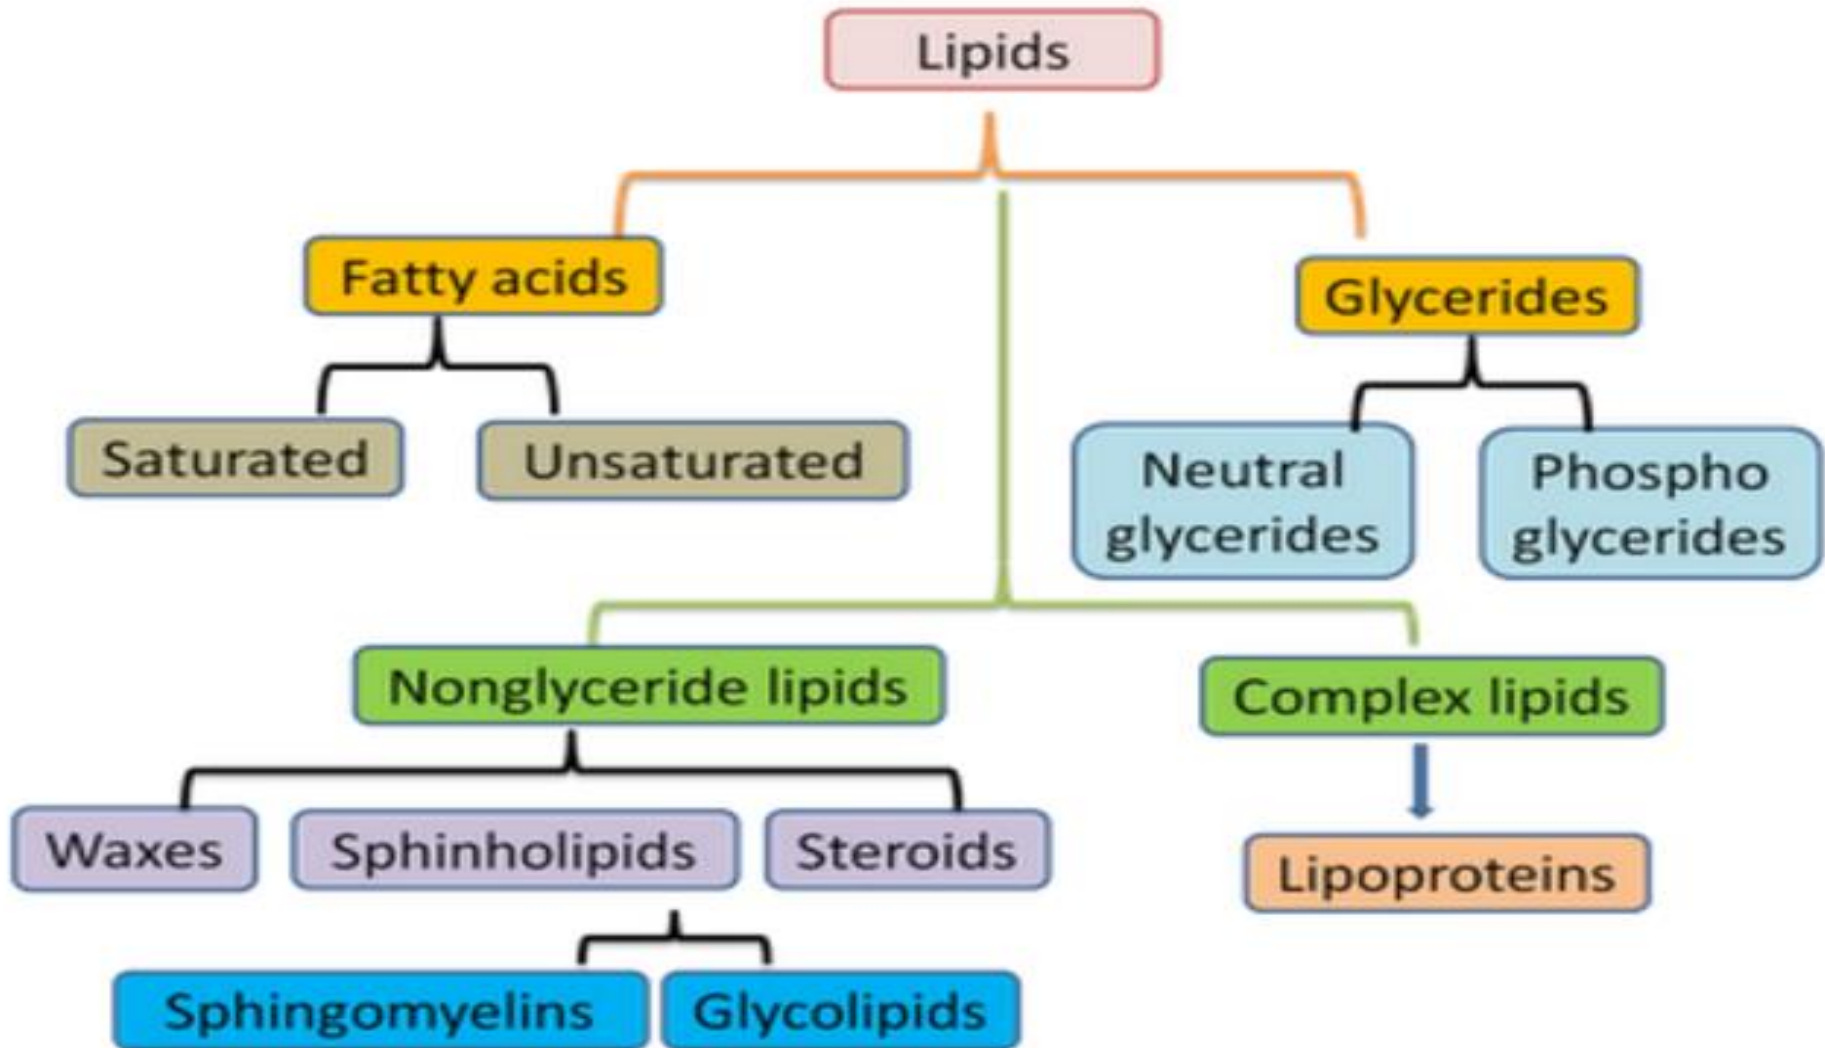 Lipids
Fatty acids
Glycerides
Saturated
Unsaturated
Neutral
glycerides
Phospho
glycerides
Nonglyceride lipids
Complex lipids
Waxes
Sphinholipids
Steroids
Lipoproteins
Sphingomyelins
Glycolipids